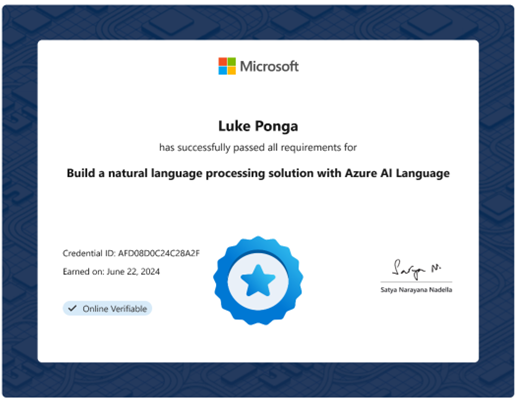 Microsoft
Luke Ponga
has successfully passed all requirements for
Build a natural language processing solution with Azure AI Language
Credential ID: AFD08D0C24C28A2F
Earned on: June 22, 2024
Online Verifiable
Satya N.
Satya Narayana Nadella